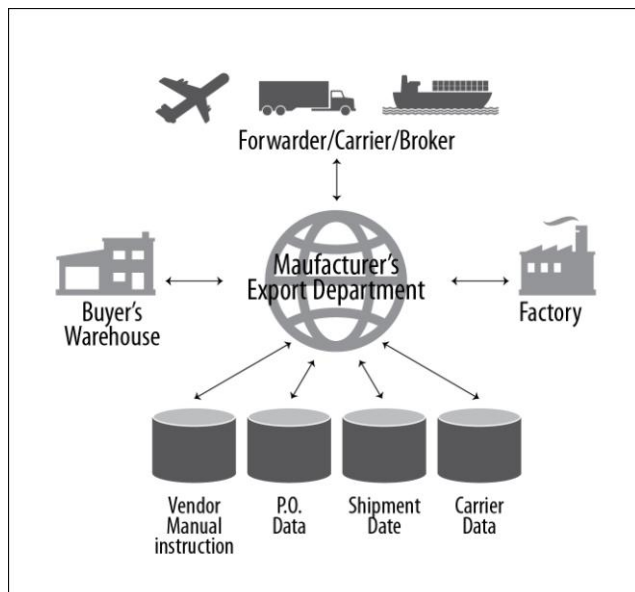 Forwarder/Carrier/Broker
Maufacturer's
Export Department
Buyer's
Warehouse
Factory
Vendor
Manual
instruction
P.O.
Data
Shipment
Date
Carrier
Data